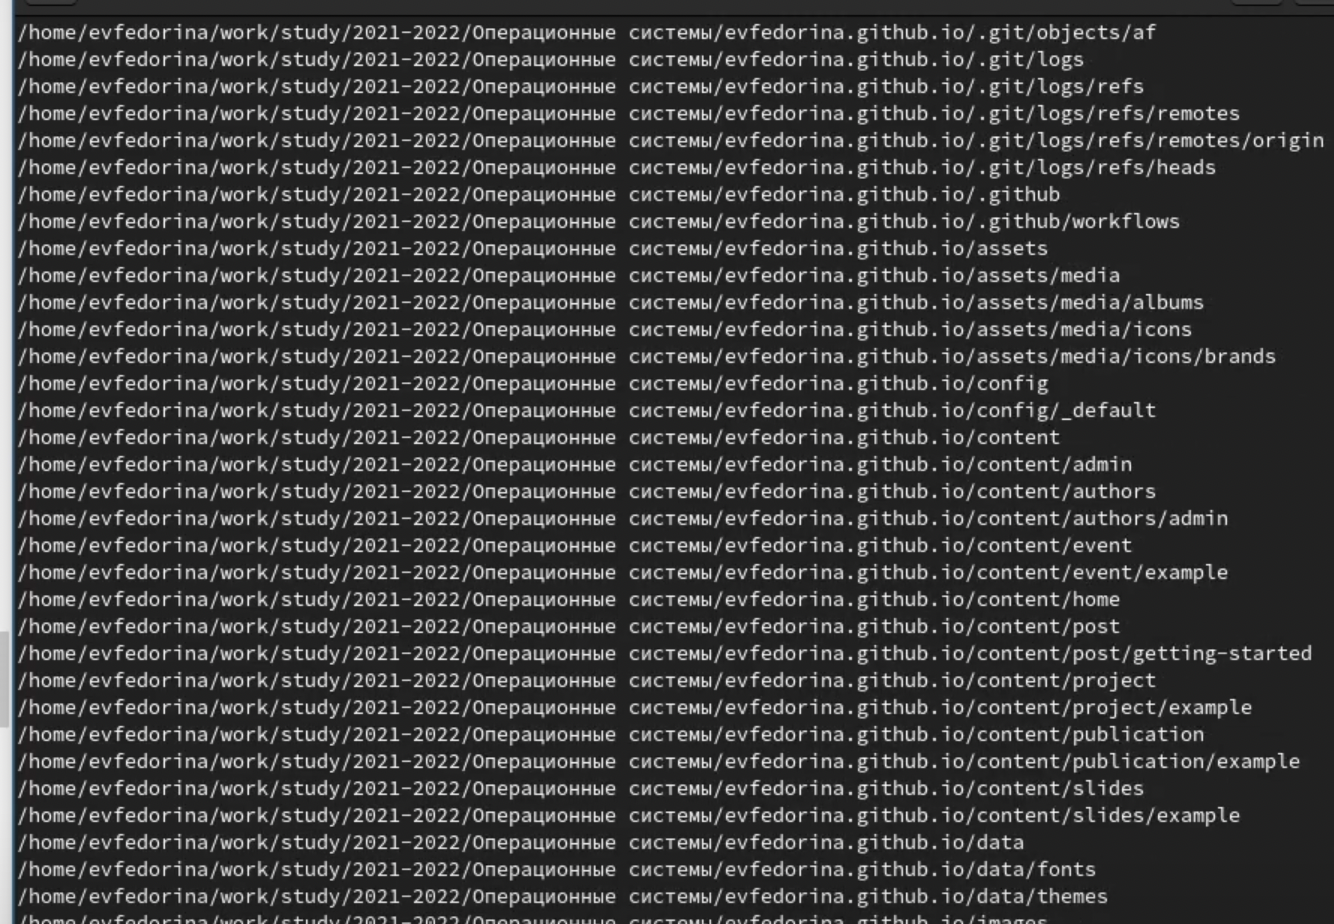 /home/evfedorina/work/study/2021-2022/Операционные системы/evfedorina.github.io/.git/objects/af
/home/evfedorina/work/study/2021-2022/Операционные системы/evfedorina.github.io/.git/logs
/home/evfedorina/work/study/2021-2022/Операционные системы/evfedorina.github.io/.git/logs/refs
/home/evfedorina/work/study/2021-2022/Операционные системы/evfedorina.github.io/.git/logs/refs/remotes
/home/evfedorina/work/study/2021-2022/Операционные системы/evfedorina.github.io/.git/logs/refs/remotes/origin
/home/evfedorina/work/study/2021-2022/Операционные системы/evfedorina.github.io/.git/logs/refs/heads
/home/evfedorina/work/study/2021-2022/Операционные системы/evfedorina.github.io/.github
/home/evfedorina/work/study/2021-2022/Операционные системы/evfedorina.github.io/.github/workflows
/home/evfedorina/work/study/2021-2022/Операционные системы/evfedorina.github.io/assets
/home/evfedorina/work/study/2021-2022/Операционные системы/evfedorina.github.io/assets/media
/home/evfedorina/work/study/2021-2022/Операционные системы/evfedorina.github.io/assets/media/albums
/home/evfedorina/work/study/2021-2022/Операционные системы/evfedorina.github.io/assets/media/icons
/home/evfedorina/work/study/2021-2022/Операционные системы/evfedorina.github.io/assets/media/icons/brands
/home/evfedorina/work/study/2021-2022/Операционные системы/evfedorina.github.io/config
/home/evfedorina/work/study/2021-2022/Операционные системы/evfedorina.github.io/config/_default
/home/evfedorina/work/study/2021-2022/Операционные системы/evfedorina.github.io/content
/home/evfedorina/work/study/2021-2022/Операционные системы/evfedorina.github.io/content/admin
/home/evfedorina/work/study/2021-2022/Операционные системы/evfedorina.github.io/content/authors
/home/evfedorina/work/study/2021-2022/Операционные системы/evfedorina.github.io/content/authors/admin
/home/evfedorina/work/study/2021-2022/Операционные системы/evfedorina.github.io/content/event
/home/evfedorina/work/study/2021-2022/Операционные системы/evfedorina.github.io/content/event/example
/home/evfedorina/work/study/2021-2022/Операционные системы/evfedorina.github.io/content/home
/home/evfedorina/work/study/2021-2022/Операционные системы/evfedorina.github.io/content/post
/home/evfedorina/work/study/2021-2022/Операционные системы/evfedorina.github.io/content/post/getting-started
/home/evfedorina/work/study/2021-2022/Операционные системы/evfedorina.github.io/content/project
/home/evfedorina/work/study/2021-2022/Операционные системы/evfedorina.github.io/content/project/example
/home/evfedorina/work/study/2021-2022/Операционные системы/evfedorina.github.io/content/publication
/home/evfedorina/work/study/2021-2022/Операционные системы/evfedorina.github.io/content/publication/example
/home/evfedorina/work/study/2021-2022/Операционные системы/evfedorina.github.io/content/slides
/home/evfedorina/work/study/2021-2022/Операционные системы/evfedorina.github.io/content/slides/example
/home/evfedorina/work/study/2021-2022/Операционные системы/evfedorina.github.io/data
/home/evfedorina/work/study/2021-2022/Операционные системы/evfedorina.github.io/data/fonts
/home/evfedorina/work/study/2021-2022/Операционные системы/evfedorina.github.io/data/themes
/home/evfedorina/work/study/2021-2022/Операционные системы/evfedorina.github.io/images